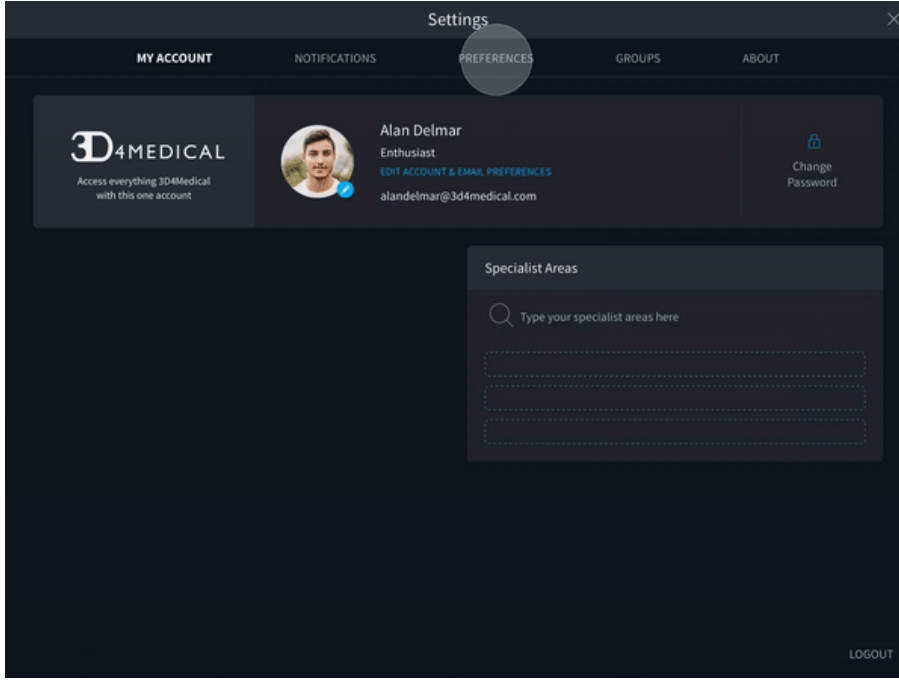 Settings
MY ACCOUNT NOTIFICATIONS PREFERENCES GROUPS ABOUT
3D4MEDICAL
Access everything 3D4Medical
with this one account
Alan Delmar
Enthusiast
EDIT ACCOUNT & EMAIL PREFERENCES
alandelmar@3d4medical.com
Change
Password
Specialist Areas
Type your specialist areas here
LOGOUT